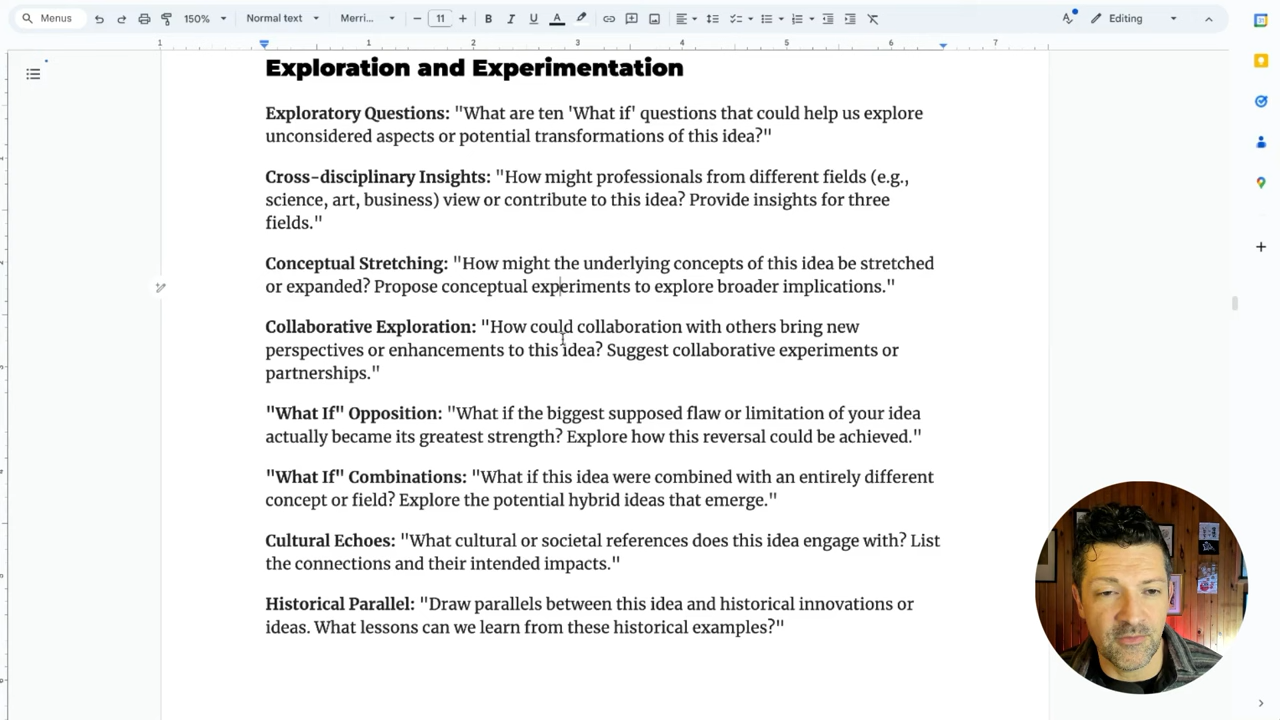 Menus
150%
Normal text
Merri...
11
B
I
U
A
Editing
1
1
2
3
4
5
6
7
Exploration and Experimentation
Exploratory Questions: "What are ten 'What if' questions that could help us explore
unconsidered aspects or potential transformations of this idea?"
Cross-disciplinary Insights: "How might professionals from different fields (e.g.,
science, art, business) view or contribute to this idea? Provide insights for three
fields."
Conceptual Stretching: "How might the underlying concepts of this idea be stretched
or expanded? Propose conceptual experiments to explore broader implications."
Collaborative Exploration: "How could collaboration with others bring new
perspectives or enhancements to this idea? Suggest collaborative experiments or
partnerships."
"What If" Opposition: "What if the biggest supposed flaw or limitation of your idea
actually became its greatest strength? Explore how this reversal could be achieved."
"What If" Combinations: "What if this idea were combined with an entirely different
concept or field? Explore the potential hybrid ideas that emerge."
Cultural Echoes: "What cultural or societal references does this idea engage with? List
the connections and their intended impacts."
Historical Parallel: "Draw parallels between this idea and historical innovations or
ideas. What lessons can we learn from these historical examples?"